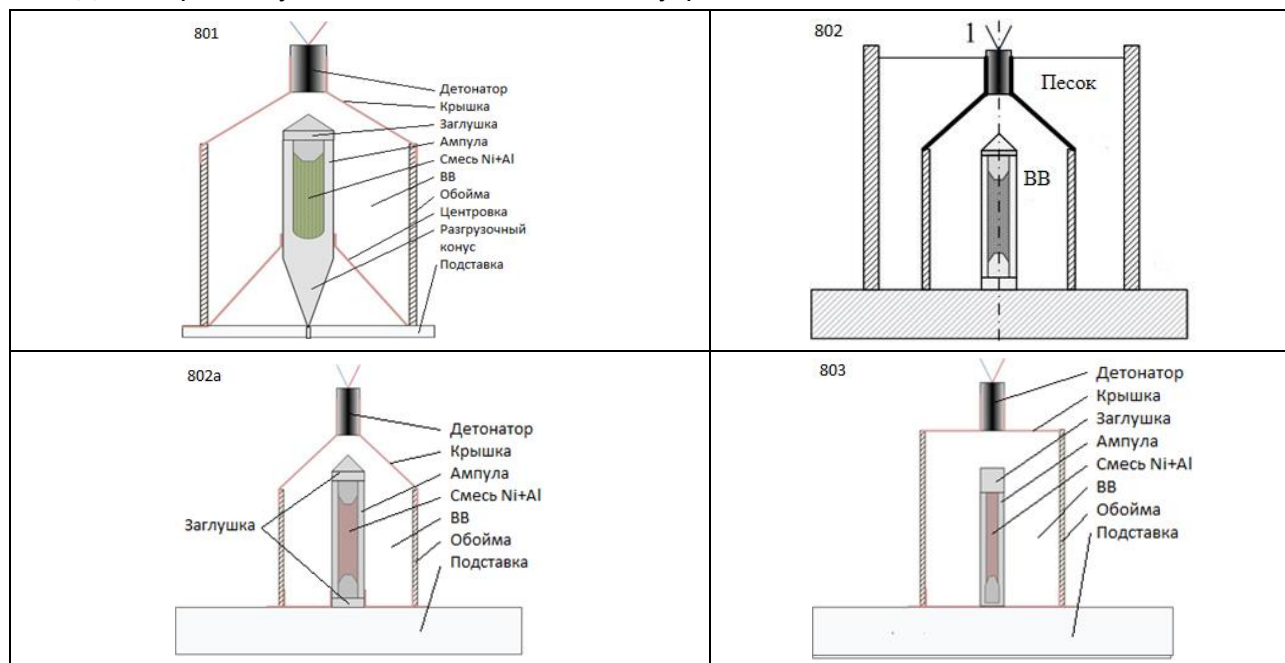 801
Детонатор
Крышка
Заглушка
Ампула
Смесь Ni+Al
ВВ
Обойма
Центровка
Разгрузочный
конус
Подставка
802
1
Песок
ВВ
802а
Детонатор
Крышка
Ампула
Смесь Ni+Al
ВВ
Обойма
Подставка
Заглушка
803
Детонатор
Крышка
Заглушка
Ампула
Смесь Ni+Al
ВВ
Обойма
Подставка